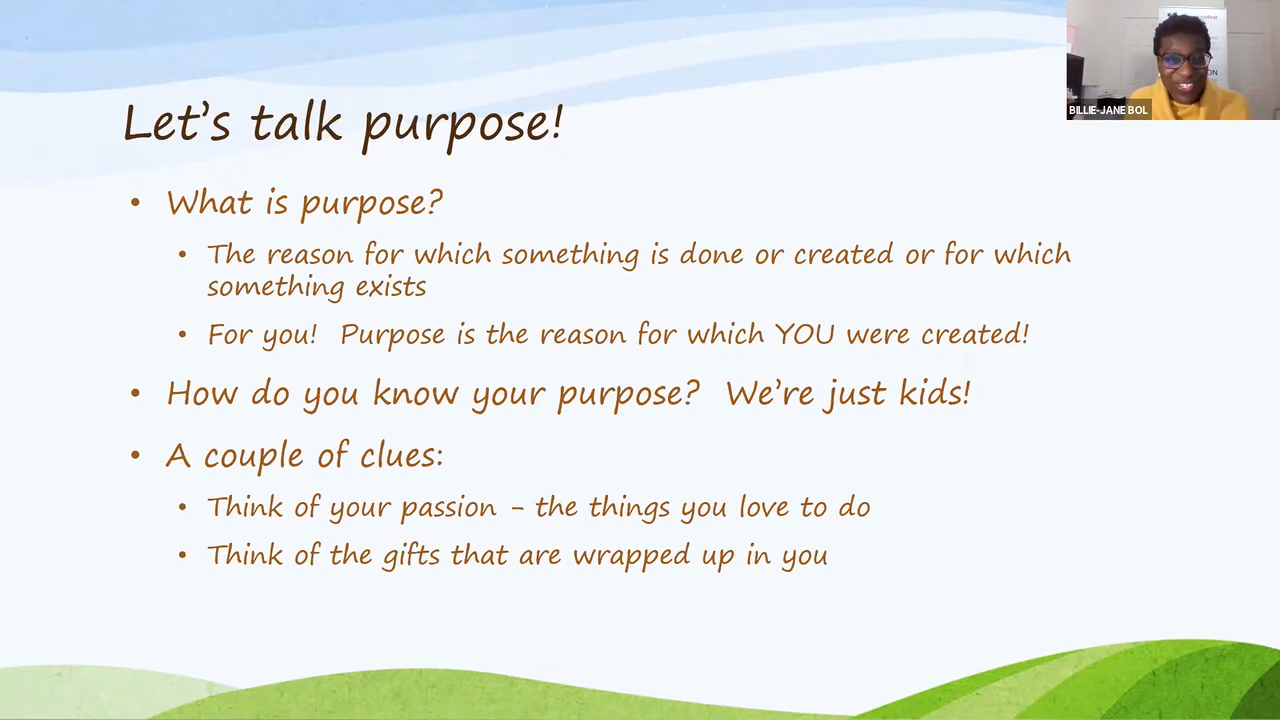 Let's talk purpose!
• What is purpose?
• The reason for which something is done or created or for which
something exists
• For you!  Purpose is the reason for which YOU were created!
• How do you know your purpose?  We're just kids!
• A couple of clues:
• Think of your passion – the things you love to do
• Think of the gifts that are wrapped up in you
BILLIE-JANE BOL